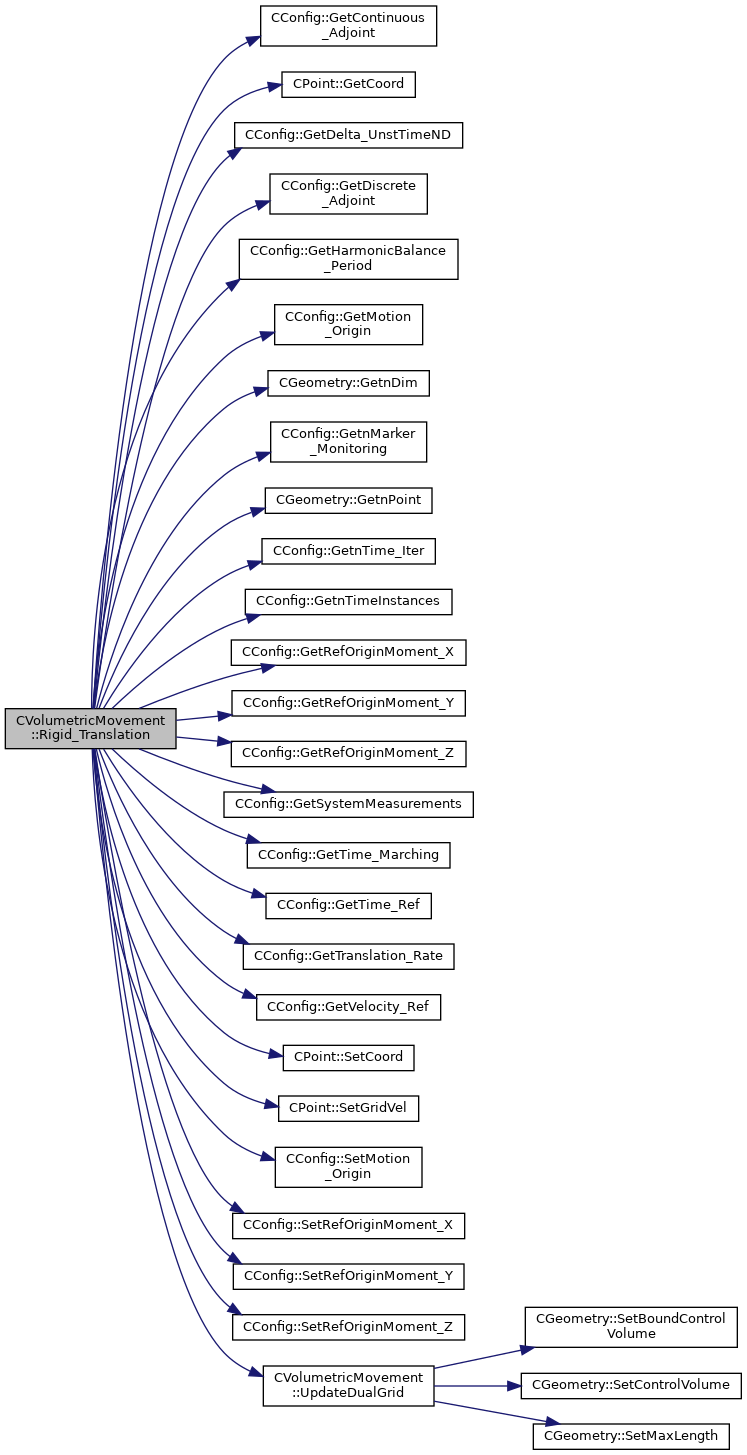 CConfig::GetContinuous
_Adjoint
CPoint::GetCoord
CConfig::GetDelta_UnstTimeND
CConfig::GetDiscrete
_Adjoint
CConfig::GetHarmonicBalance
_Period
CConfig::GetMotion
_Origin
CGeometry::GetnDim
CConfig::GetnMarker
_Monitoring
CGeometry::GetnPoint
CConfig::GetnTime_Iter
CConfig::GetnTimeInstances
CConfig::GetRefOriginMoment_X
CConfig::GetRefOriginMoment_Y
CVolumetricMovement
::Rigid_Translation
CConfig::GetRefOriginMoment_Z
CConfig::GetSystemMeasurements
CConfig::GetTime_Marching
CConfig::GetTime_Ref
CConfig::GetTranslation_Rate
CConfig::GetVelocity_Ref
CPoint::SetCoord
CPoint::SetGridVel
CConfig::SetMotion
_Origin
CConfig::SetRefOriginMoment_X
CConfig::SetRefOriginMoment_Y
CConfig::SetRefOriginMoment_Z
CVolumetricMovement
::UpdateDualGrid
CGeometry::SetBoundControl
Volume
CGeometry::SetControlVolume
CGeometry::SetMaxLength